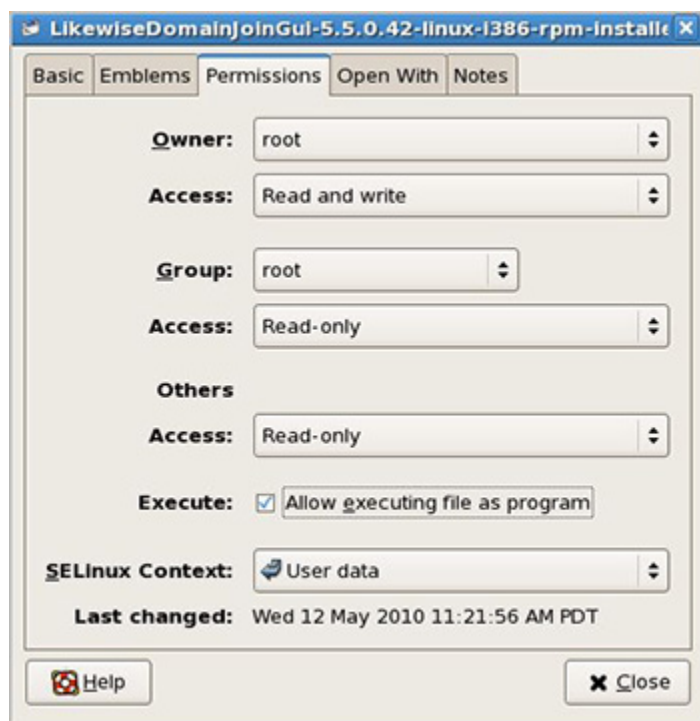 LikewiseDomainJoinGui-5.5.0.42-linux-i386-rpm-installe
Basic Emblems Permissions Open With Notes
Owner: root
Access: Read and write
Group: root
Access: Read-only
Others
Access: Read-only
Execute: Allow executing file as program
SELinux Context: User data
Last changed: Wed 12 May 2010 11:21:56 AM PDT
Help Close